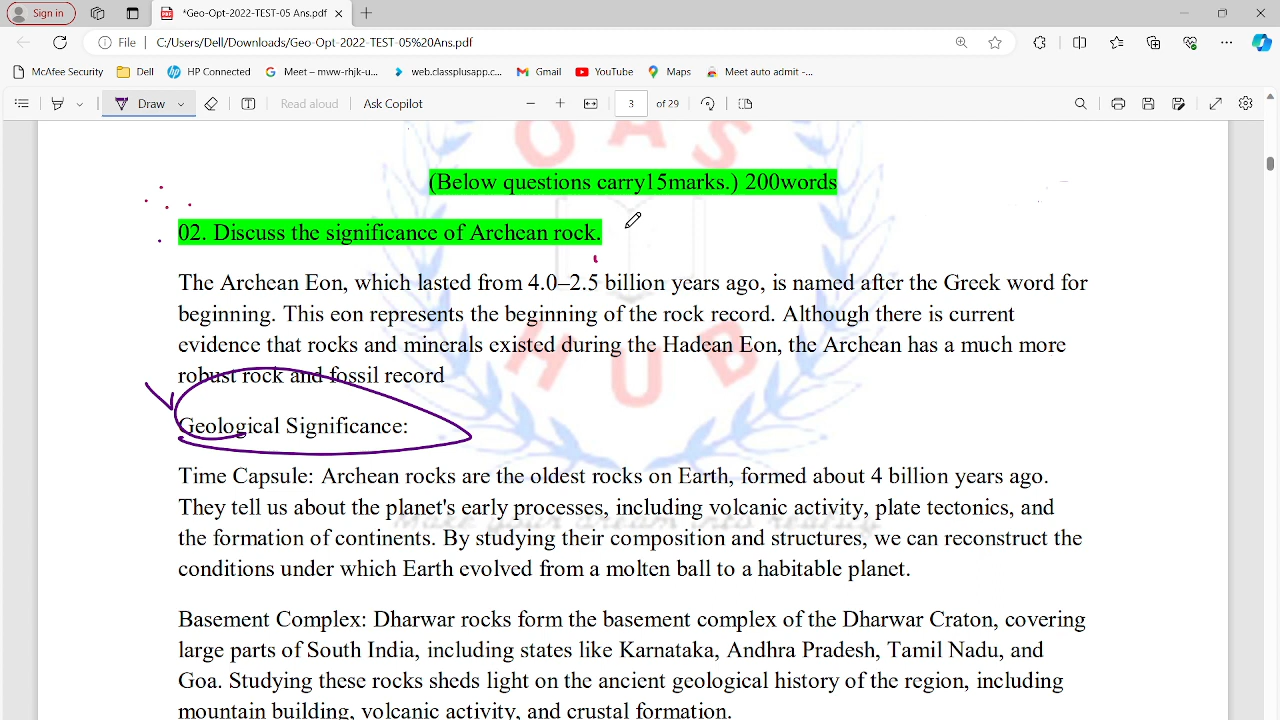 Sign in
*Geo-Opt-2022-TEST-05 Ans.pdf
File C:/Users/Dell/Downloads/Geo-Opt-2022-TEST-05%20Ans.pdf
McAfee Security Dell HP Connected Meet – mvw-rhjk-u... web.classplusapp.c... Gmail YouTube Maps Meet auto admit -...
Draw Read aloud Ask Copilot 3 of 29
OAS
(Below questions carry15marks.) 200words
02. Discuss the significance of Archean rock.
The Archean Eon, which lasted from 4.0–2.5 billion years ago, is named after the Greek word for
beginning. This eon represents the beginning of the rock record. Although there is current
evidence that rocks and minerals existed during the Hadean Eon, the Archean has a much more
robust rock and fossil record
HUB
Geological Significance:
Time Capsule: Archean rocks are the oldest rocks on Earth, formed about 4 billion years ago.
They tell us about the planet's early processes, including volcanic activity, plate tectonics, and
Make your dream into reality
the formation of continents. By studying their composition and structures, we can reconstruct the
conditions under which Earth evolved from a molten ball to a habitable planet.
Basement Complex: Dharwar rocks form the basement complex of the Dharwar Craton, covering
large parts of South India, including states like Karnataka, Andhra Pradesh, Tamil Nadu, and
Goa. Studying these rocks sheds light on the ancient geological history of the region, including
mountain building, volcanic activity, and crustal formation.